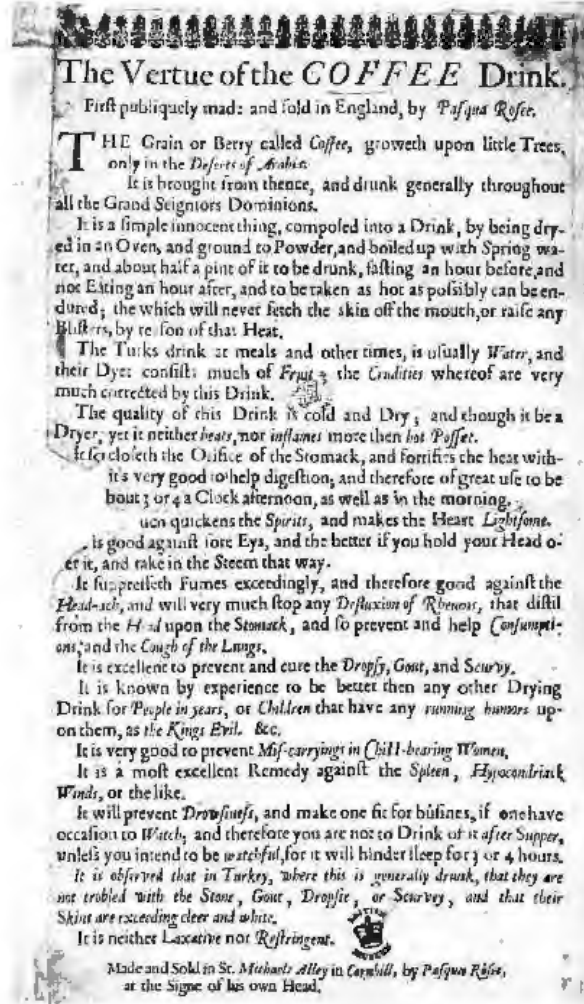 The Vertue of the COFFEE Drink.
First publiquely made and sold in England, by Pasqua Rosee.
THE Grain or Berry called Coffee, groweth upon little Trees,
only in the Deserts of Arabia.
It is brought from thence, and drunk generally throughout
all the Grand Seigniors Dominions.
It is a simple innocent thing, composed into a Drink, by being dry-
ed in an Oven, and ground to Powder, and boiled up with Spring wa-
ter, and about half a pint of it to be drunk, fasting an hour before, and
not Eating an hour after, and to be taken as hot as possibly can be en-
dured; the which will never fetch the skin off the mouth, or raise any
Blisters, by reason of that Heat.
The Turks drink at meals and other times, is usually Water, and
their Dyet consists much of Fruit, the Crudities whereof are very
much corrected by this Drink.
The quality of this Drink is cold and Dry; and though it be a
Dryer, yet it neither heats, nor inflames more then hot Posset.
It so closeth the Orifice of the Stomack, and fortifies the heat with-
it's very good to help digestion, and therefore of great use to be
bout 3 or 4 a Clock afternoon, as well as in the morning.
uch quickens the Spirits, and makes the Heart Lightsome.
is good against sore Eys, and the better if you hold your Head o-
er it, and take in the Steem that way.
It suppresseth Fumes exceedingly, and therefore good against the
Head-ach, and will very much stop any Defluxion of Rheums, that distil
from the Head upon the Stomack, and so prevent and help Consumpti-
ons; and the Cough of the Lungs.
It is excellent to prevent and cure the Dropsy, Gout, and Scurvy.
It is known by experience to be better then any other Drying
Drink for People in years, or Children that have any running humors up-
on them, as the Kings Evil. &c.
It is very good to prevent Mis-carryings in Child-bearing Women.
It is a most excellent Remedy against the Spleen, Hypocondriack
Winds, or the like.
It will prevent Drowsiness, and make one fit for busines, if one have
occasion to Watch, and therefore you are not to Drink of it after Supper,
unless you intend to be watchful, for it will hinder sleep for 3 or 4 hours.
It is observed that in Turkey, where this is generally drunk, that they are
not trobled with the Stone, Gout, Dropsie, or Scurvey, and that their
Skins are exceeding cleer and white.
It is neither Laxative nor Restringent.
Made and Sold in St. Michaels Alley in Cornhill, by Pasqua Rosee,
at the Signe of his own Head.